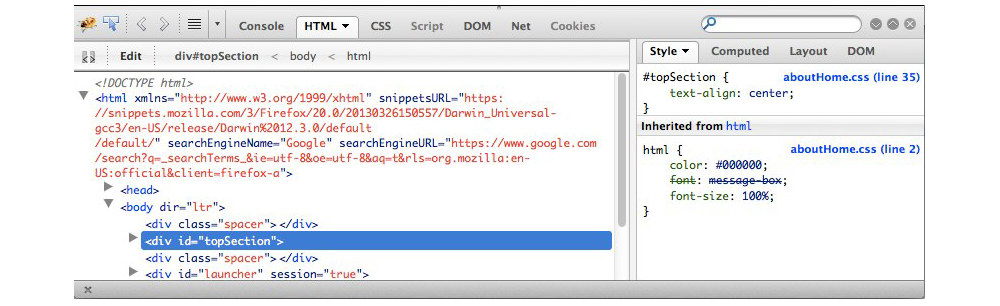 Console HTML CSS Script DOM Net Cookies
Edit div#topSection < body < html
<!DOCTYPE html>
<html xmlns="http://www.w3.org/1999/xhtml" snippetsURL="https:
//snippets.mozilla.com/3/Firefox/20.0/20130326150557/Darwin_Universal-
gcc3/en-US/release/Darwin%2012.3.0/default
/default/" searchEngineName="Google" searchEngineURL="https://www.google.com
/search?q=_searchTerms_&ie=utf-8&oe=utf-8&aq=t&rls=org.mozilla:en-
US:official&client=firefox-a">
<head>
<body dir="ltr">
<div class="spacer"></div>
<div id="topSection">
<div class="spacer"></div>
<div id="launcher" session="true">
Style Computed Layout DOM
#topSection { aboutHome.css (line 35)
text-align: center;
}
Inherited from html
html { aboutHome.css (line 2)
color: #000000;
font: message-box;
font-size: 100%;
}